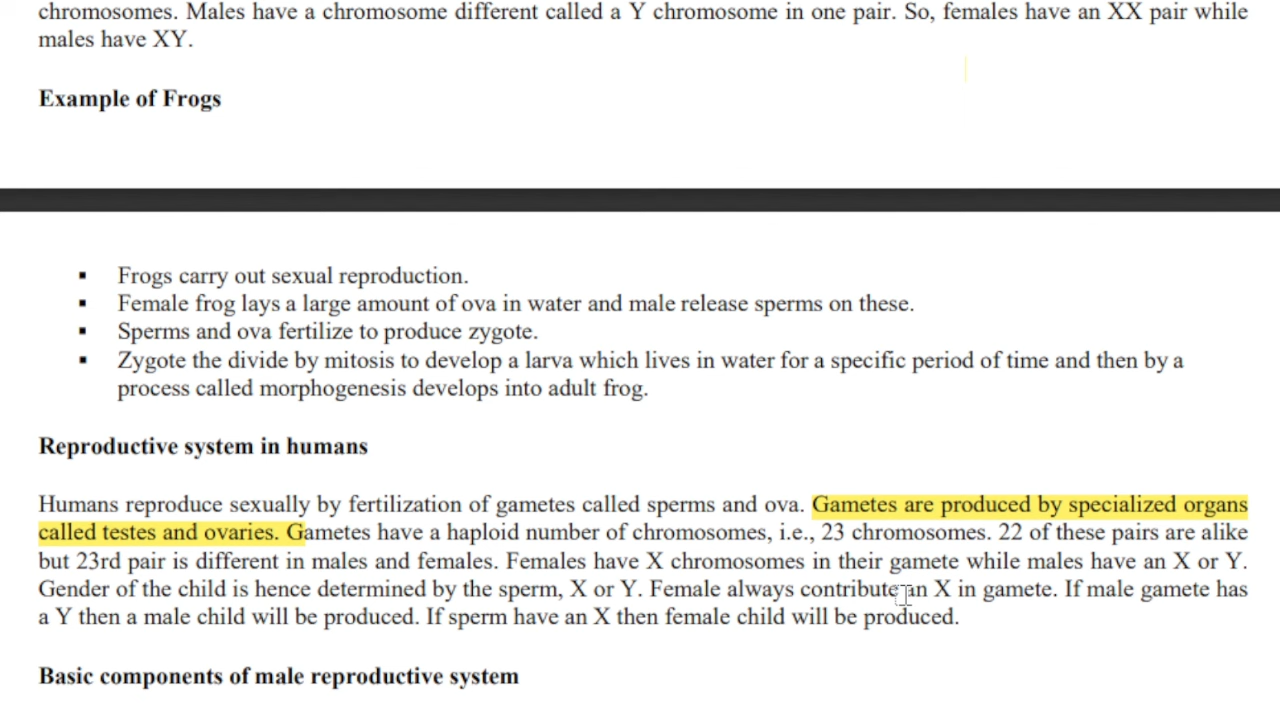 chromosomes. Males have a chromosome different called a Y chromosome in one pair. So, females have an XX pair while
males have XY.
Example of Frogs
▪ Frogs carry out sexual reproduction.
▪ Female frog lays a large amount of ova in water and male release sperms on these.
▪ Sperms and ova fertilize to produce zygote.
▪ Zygote the divide by mitosis to develop a larva which lives in water for a specific period of time and then by a
process called morphogenesis develops into adult frog.
Reproductive system in humans
Humans reproduce sexually by fertilization of gametes called sperms and ova. Gametes are produced by specialized organs
called testes and ovaries. Gametes have a haploid number of chromosomes, i.e., 23 chromosomes. 22 of these pairs are alike
but 23rd pair is different in males and females. Females have X chromosomes in their gamete while males have an X or Y.
Gender of the child is hence determined by the sperm, X or Y. Female always contribute an X in gamete. If male gamete has
a Y then a male child will be produced. If sperm have an X then female child will be produced.
Basic components of male reproductive system